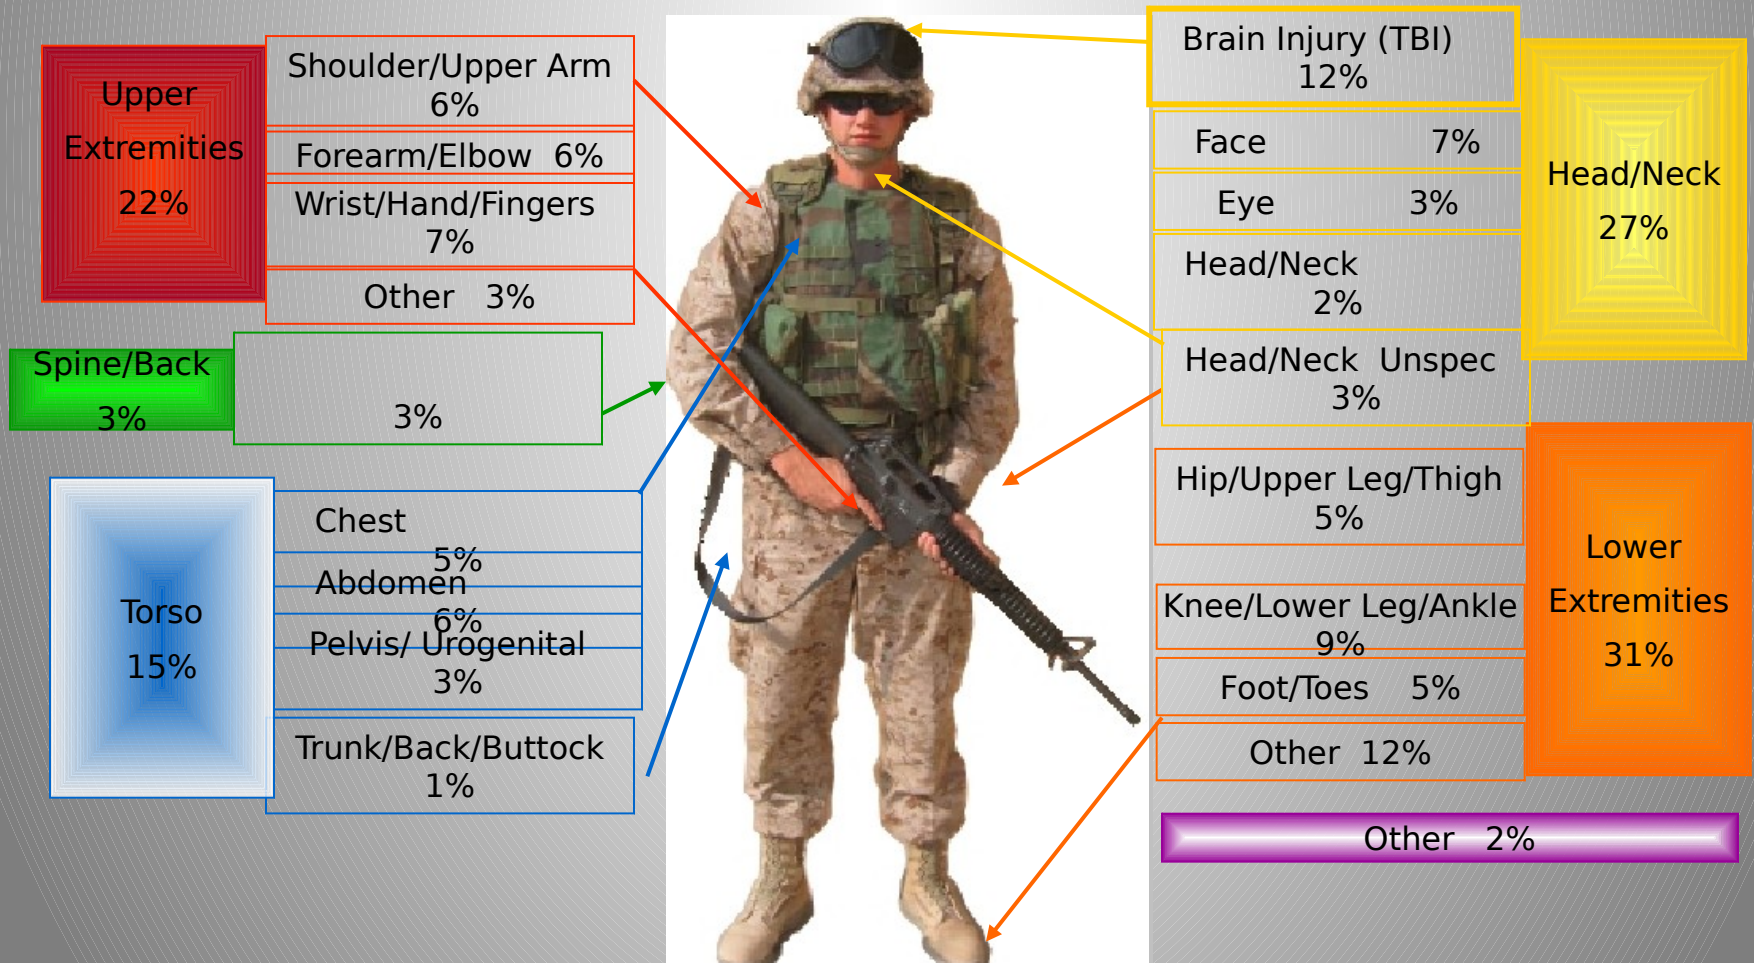 Upper
Extremities
22%
Shoulder/Upper Arm
6%
Forearm/Elbow 6%
Wrist/Hand/Fingers
7%
Other 3%
Spine/Back
3%
3%
Torso
15%
Chest
5%
Abdomen
6%
Pelvis/ Urogenital
3%
Trunk/Back/Buttock
1%
Brain Injury (TBI)
12%
Face 7%
Eye 3%
Head/Neck
2%
Head/Neck Unspec
3%
Head/Neck
27%
Hip/Upper Leg/Thigh
5%
Knee/Lower Leg/Ankle
9%
Foot/Toes 5%
Other 12%
Lower
Extremities
31%
Other 2%